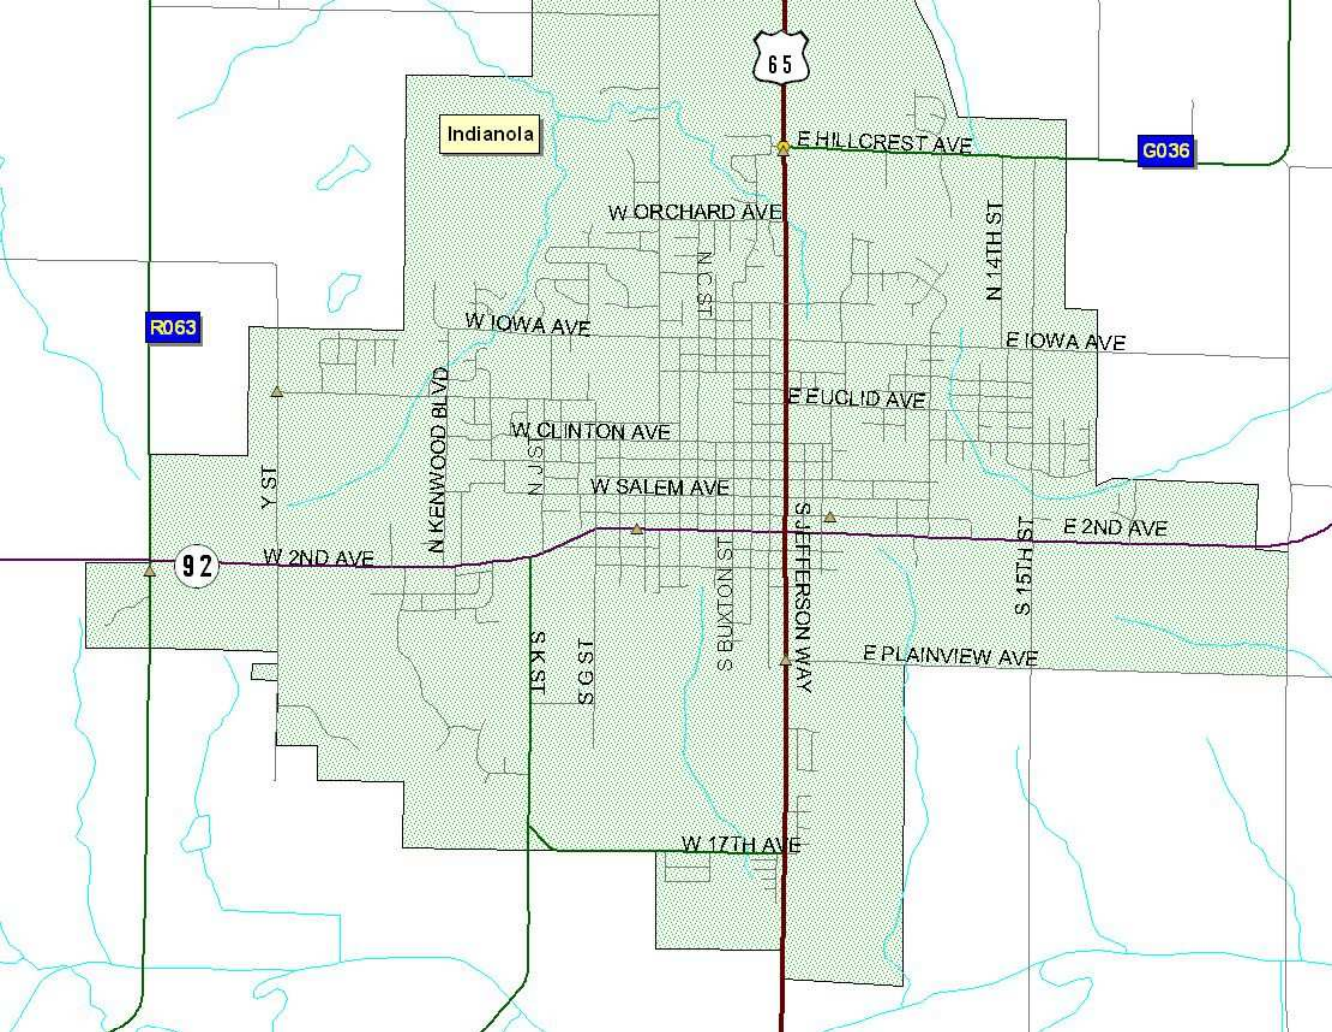 65
Indianola
E HILLCREST AVE
G036
W ORCHARD AVE
N 14TH ST
N C ST
R063
W IOWA AVE
E IOWA AVE
N KENWOOD BLVD
E EUCLID AVE
W CLINTON AVE
N J ST
Y ST
W SALEM AVE
S JEFFERSON WAY
E 2ND AVE
S 15TH ST
W 2ND AVE
92
S BUXTON ST
S K ST
S G ST
E PLAINVIEW AVE
W 17TH AVE